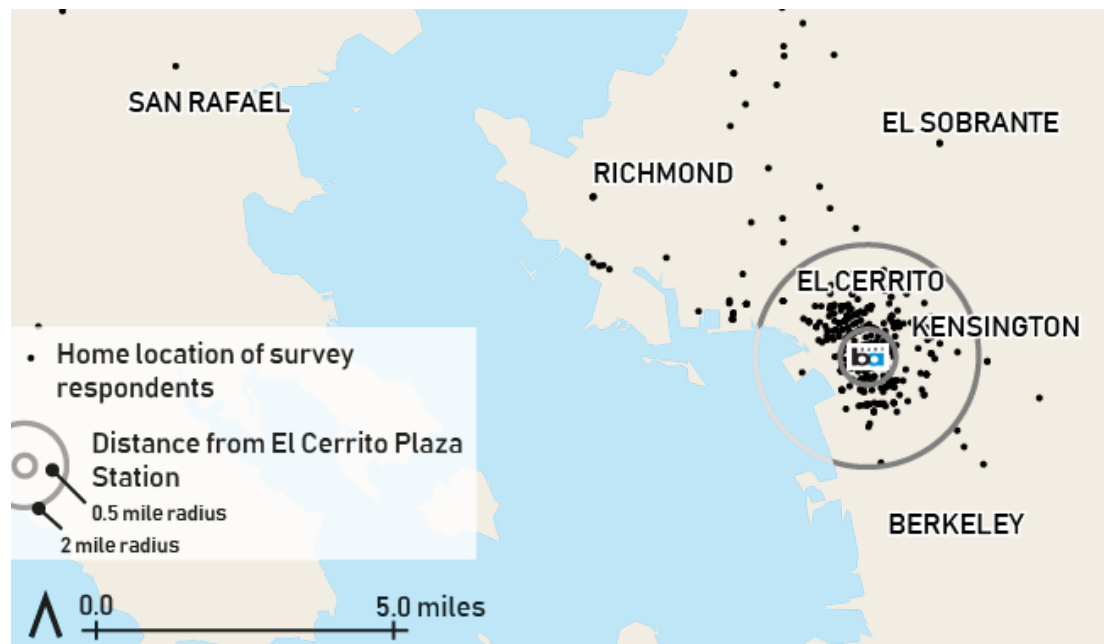 SAN RAFAEL
EL SOBRANTE
RICHMOND
EL CERRITO
KENSINGTON
ba
Home location of survey
respondents
Distance from El Cerrito Plaza
Station
0.5 mile radius
2 mile radius
BERKELEY
0.0
5.0 miles